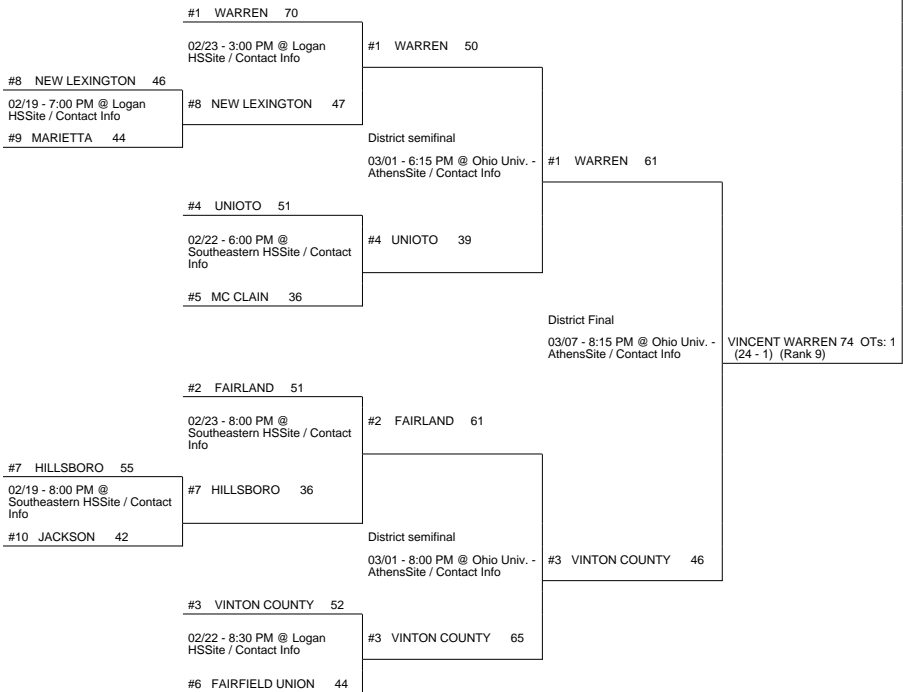 #1 WARREN 70
02/23 - 3:00 PM @ Logan
HSSite / Contact Info
#1 WARREN 50
#8 NEW LEXINGTON 46
02/19 - 7:00 PM @ Logan
HSSite / Contact Info
#8 NEW LEXINGTON 47
#9 MARIETTA 44
District semifinal
03/01 - 6:15 PM @ Ohio Univ. -
AthensSite / Contact Info
#1 WARREN 61
#4 UNIOTO 51
02/22 - 6:00 PM @
Southeastern HSSite / Contact
Info
#4 UNIOTO 39
#5 MC CLAIN 36
District Final
03/07 - 8:15 PM @ Ohio Univ. -
AthensSite / Contact Info
VINCENT WARREN 74 OTs: 1
(24 - 1) (Rank 9)
#2 FAIRLAND 51
02/23 - 8:00 PM @
Southeastern HSSite / Contact
Info
#2 FAIRLAND 61
#7 HILLSBORO 55
02/19 - 8:00 PM @
Southeastern HSSite / Contact
Info
#7 HILLSBORO 36
#10 JACKSON 42
District semifinal
03/01 - 8:00 PM @ Ohio Univ. -
AthensSite / Contact Info
#3 VINTON COUNTY 46
#3 VINTON COUNTY 52
02/22 - 8:30 PM @ Logan
HSSite / Contact Info
#3 VINTON COUNTY 65
#6 FAIRFIELD UNION 44